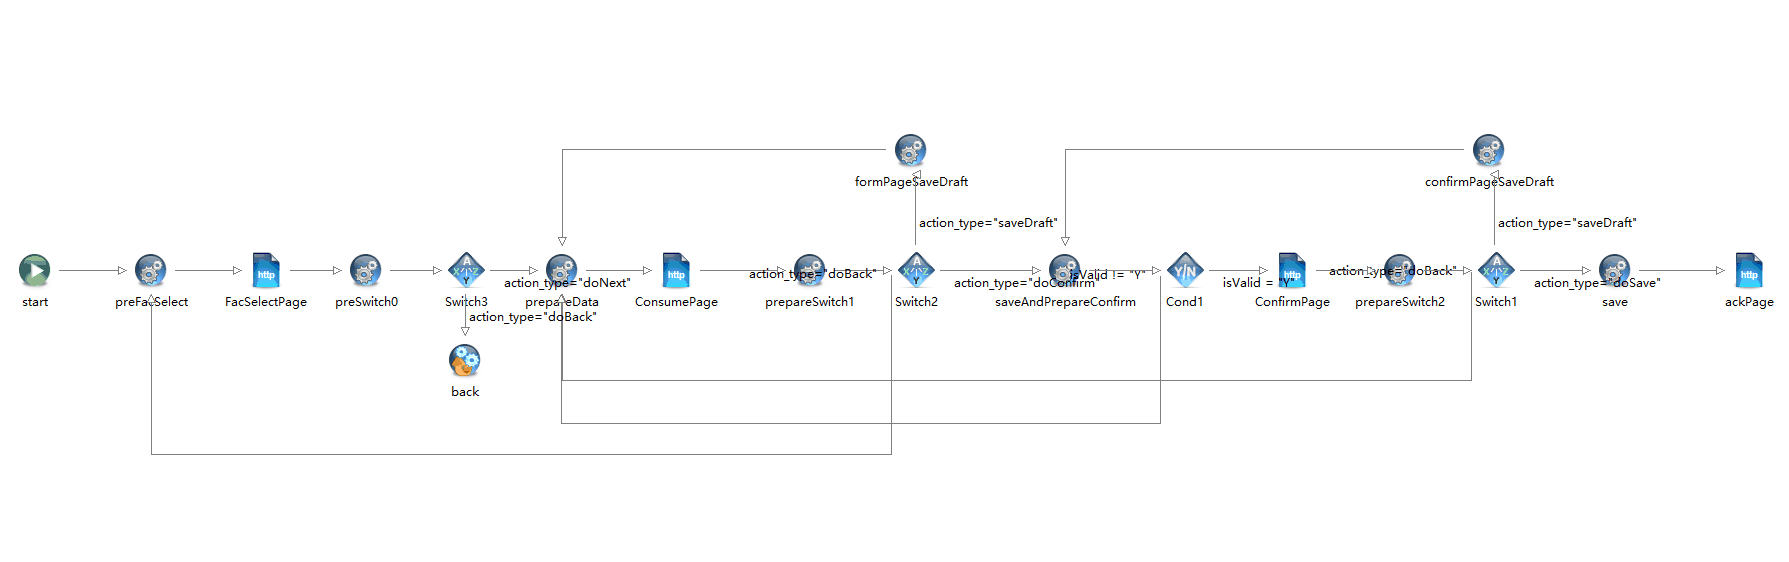 formPageSaveDraft
confirmPageSaveDraft
action_type="saveDraft"
action_type="saveDraft"
http
http
http
http
A
X Z
Y
A
X Z
Y
Y/N
A
X Z
Y
action_type="doBack"
isValid != "Y"
action_type="doBack"
action_type="doNext"
action_type="doConfirm"
isValid = "Y"
action_type="doSave"
start
preFacSelect
FacSelectPage
preSwitch0
Switch3
prepareData
ConsumePage
prepareSwitch1
Switch2
saveAndPrepareConfirm
Cond1
ConfirmPage
prepareSwitch2
Switch1
save
ackPage
action_type="doBack"
back